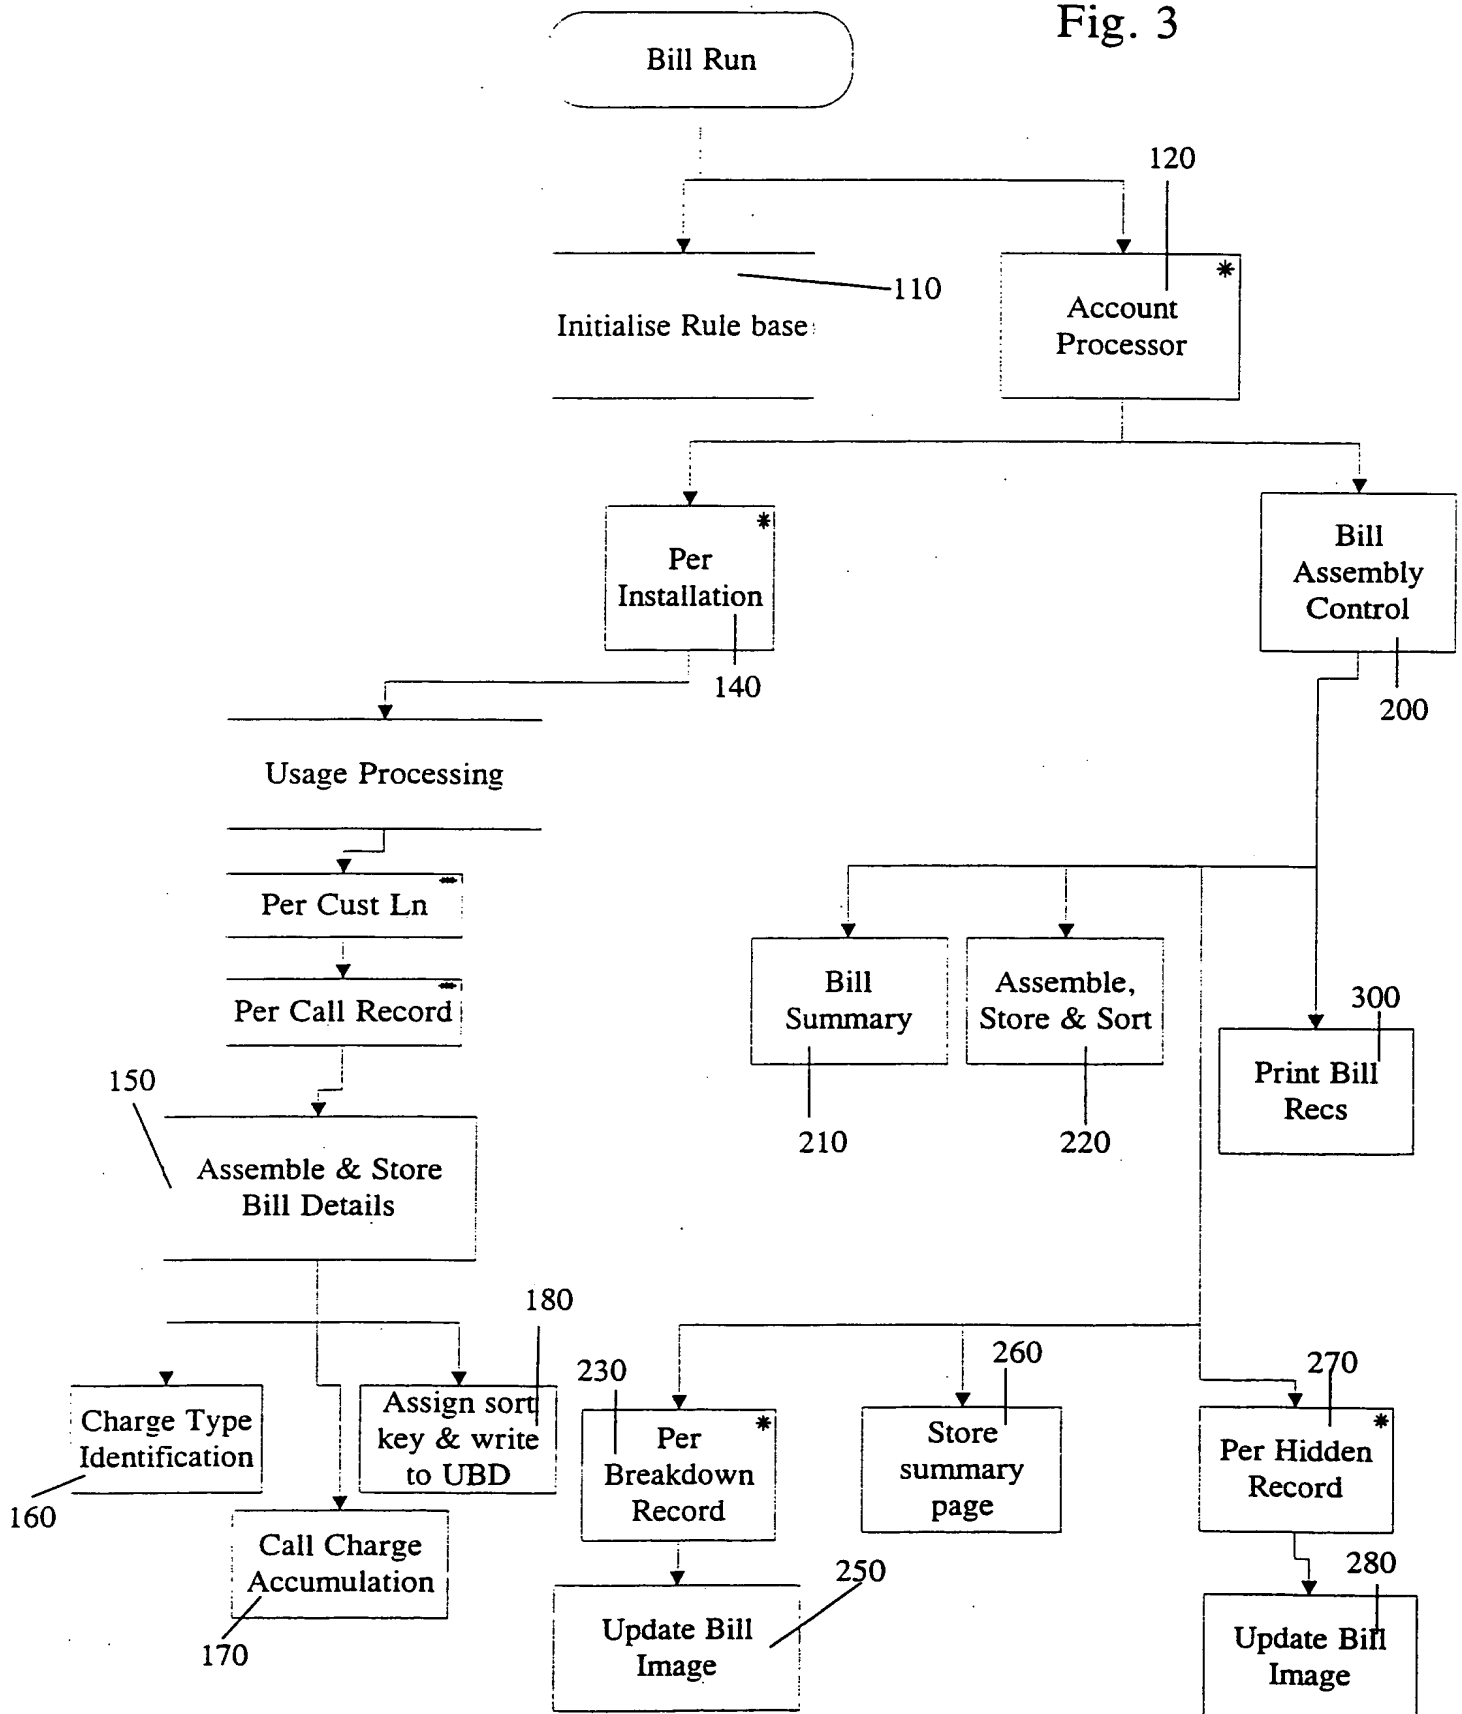 Fig. 3
Bill Run
120
110
Initialise Rule base
*
Account
Processor
*
Per
Installation
140
Bill
Assembly
Control
200
Usage Processing
*
Per Cust Ln
*
Per Call Record
150
Assemble & Store
Bill Details
Bill
Summary
210
Assemble,
Store & Sort
220
300
Print Bill
Recs
180
Charge Type
Identification
160
Assign sort
key & write
to UBD
Call Charge
Accumulation
170
230
*
Per
Breakdown
Record
260
Store
summary
page
270
*
Per Hidden
Record
250
Update Bill
Image
280
Update Bill
Image